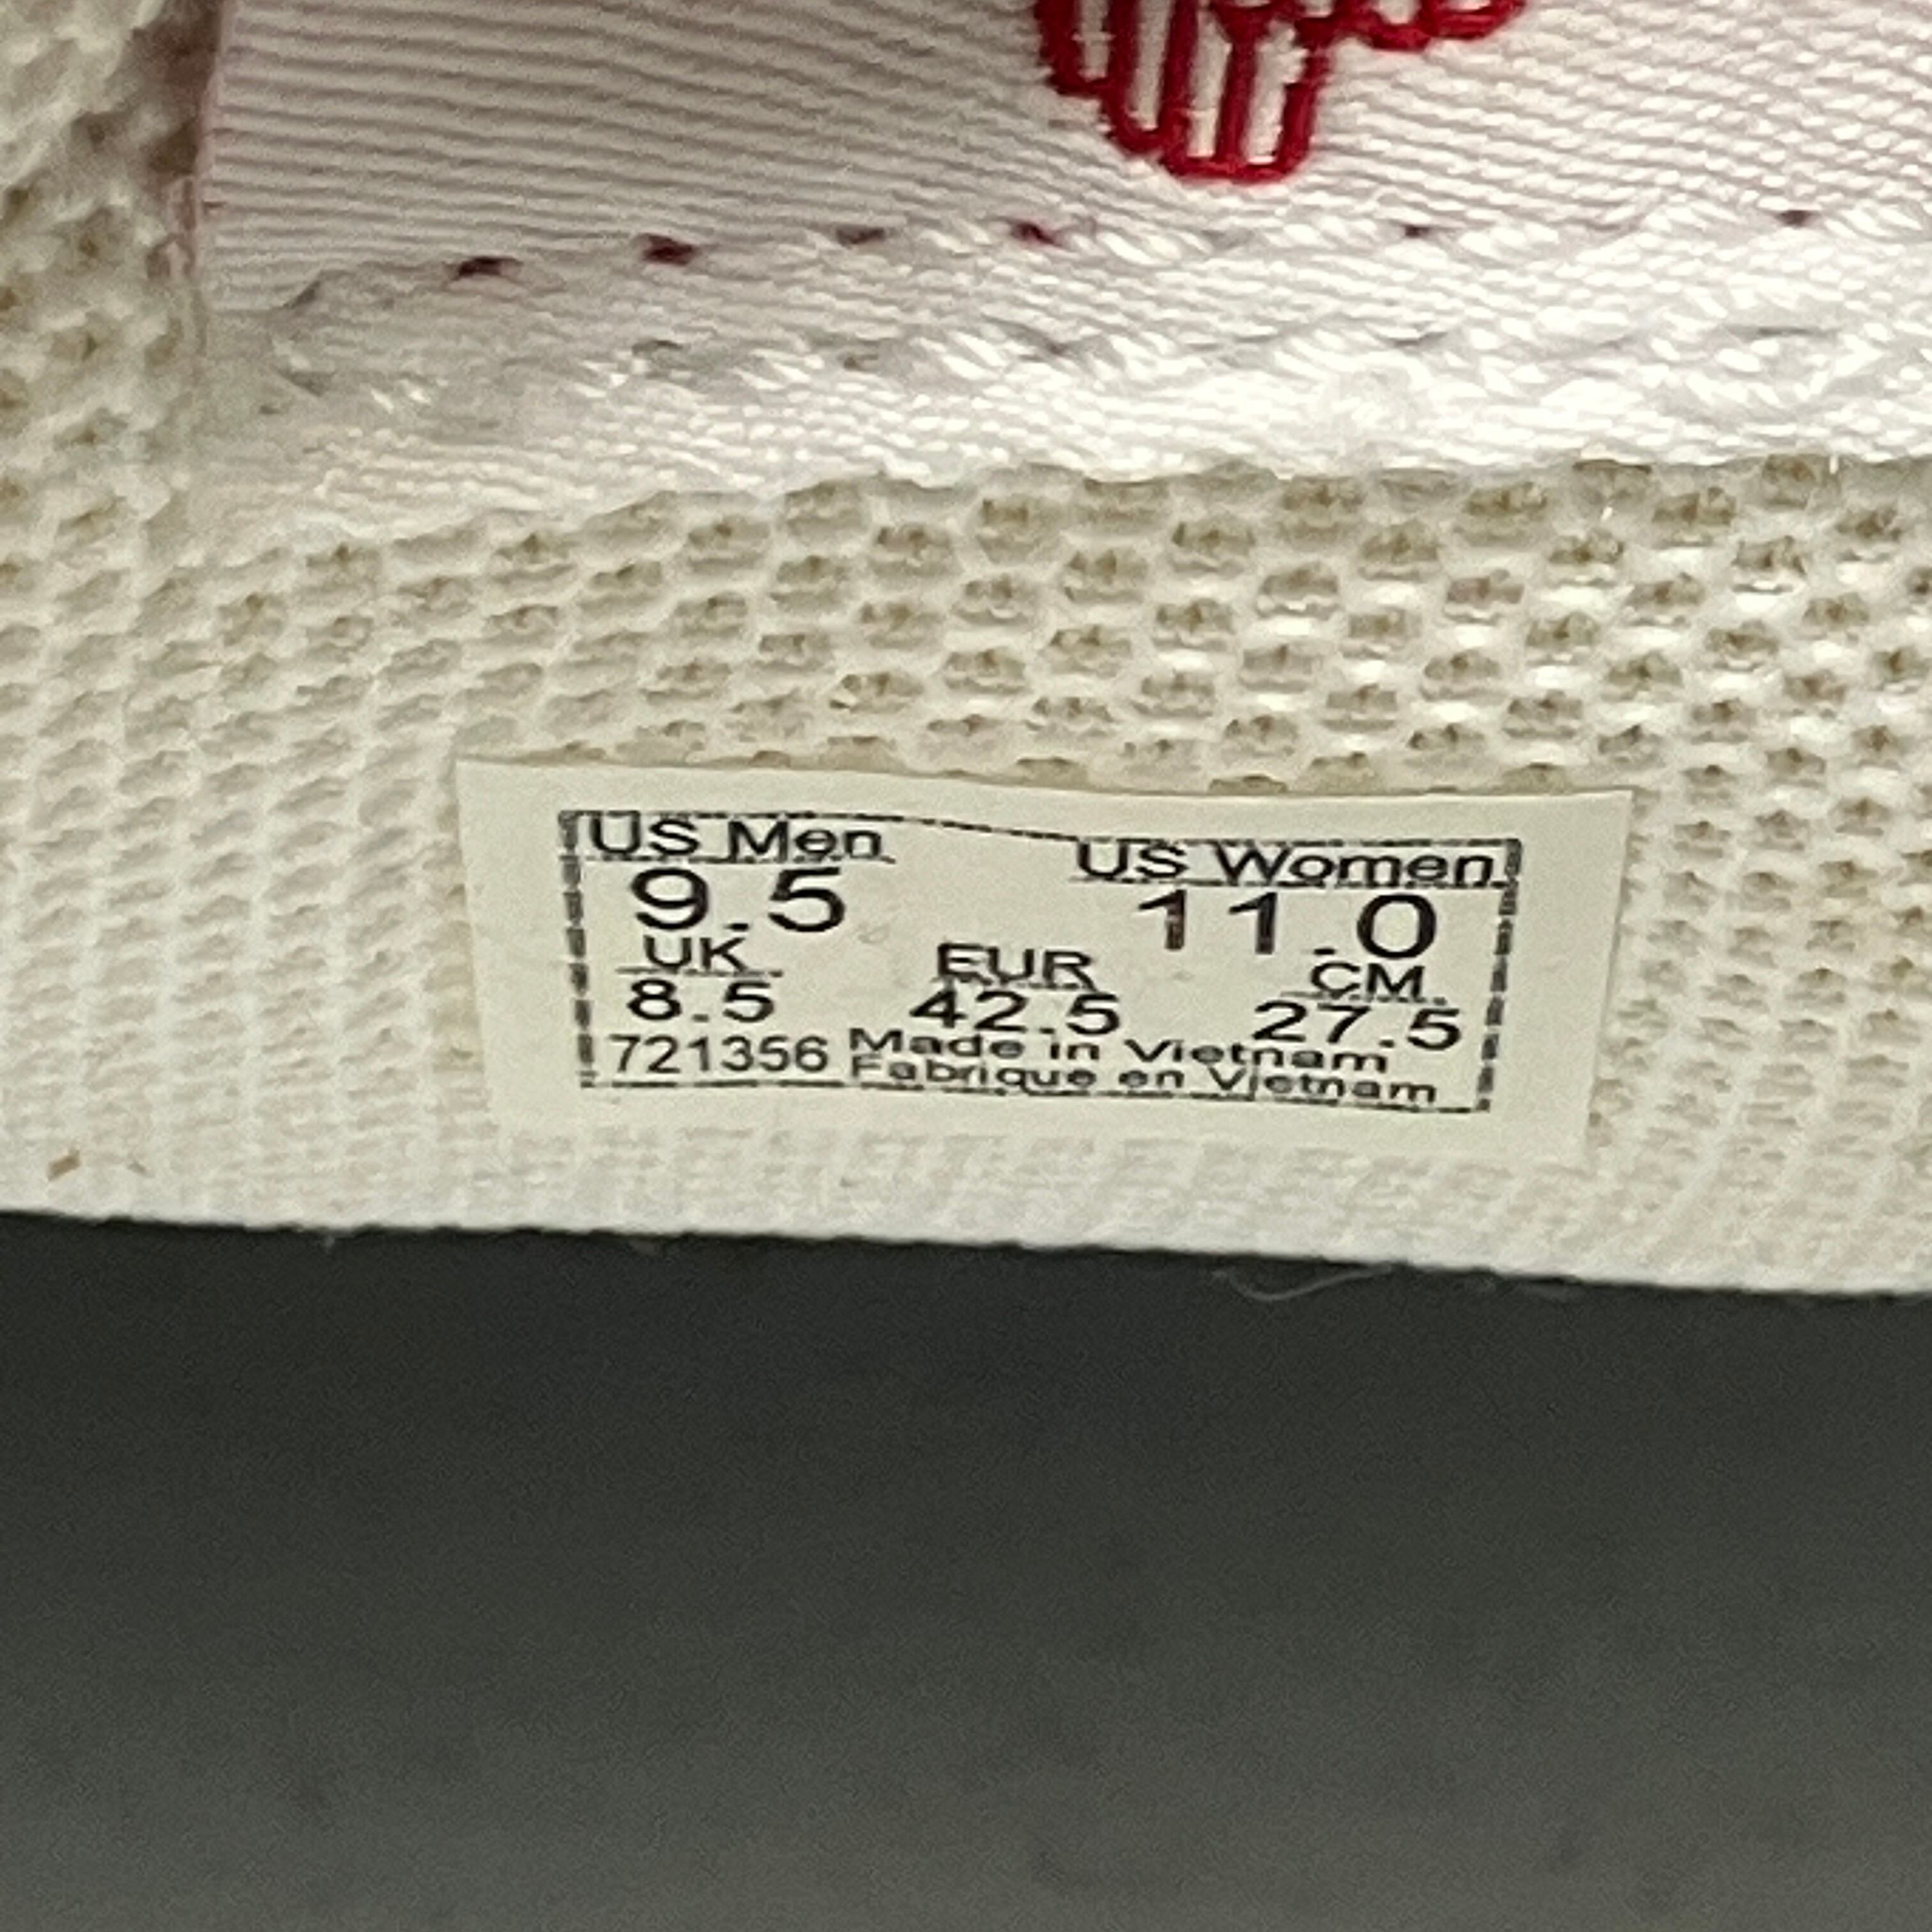 US Men US Women
9.5 11.0
UK EUR CM
8.5 42.5 27.5
721356 Made in Vietnam
Fabrique en Vietnam